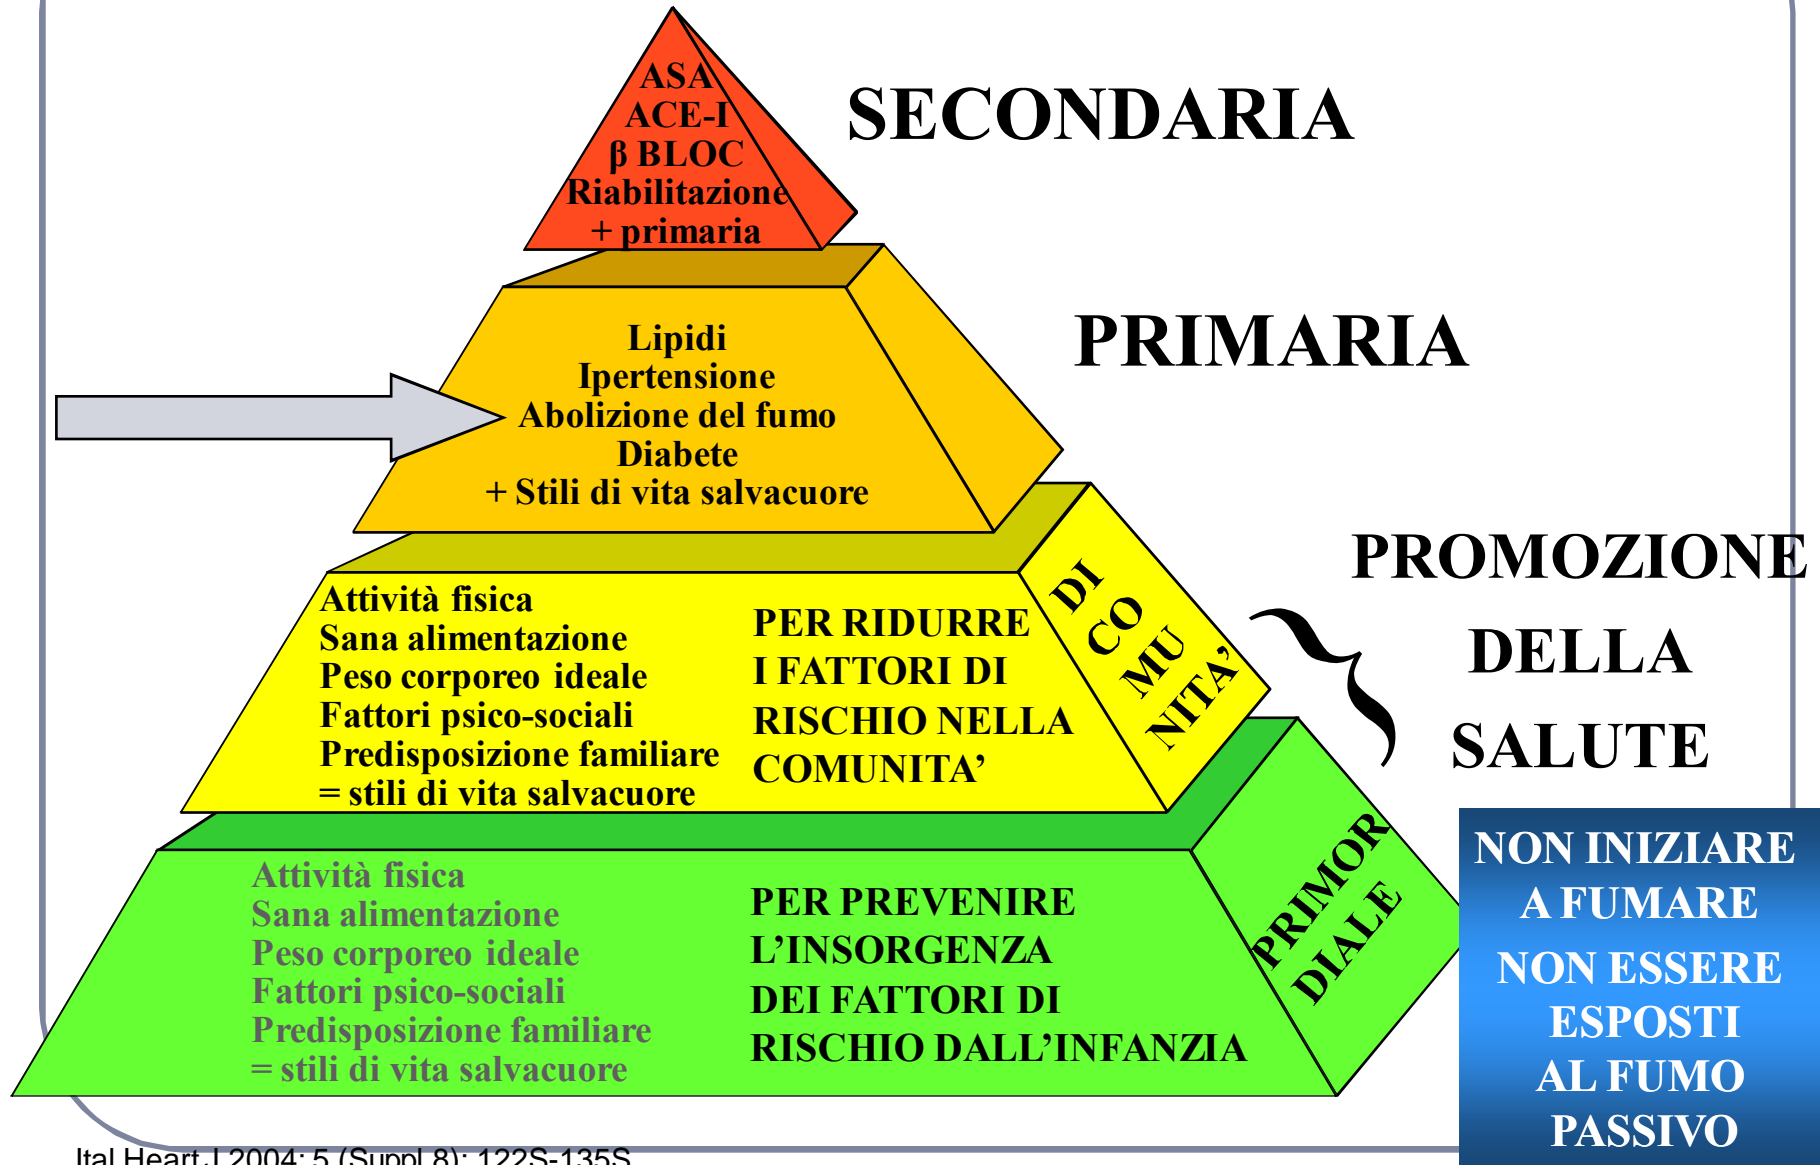 ASA
ACE-I
β BLOC
Riabilitazione
+ primaria
SECONDARIA
Lipidi
Ipertensione
Abolizione del fumo
Diabete
+ Stili di vita salvacuore
PRIMARIA
Attività fisica
Sana alimentazione
Peso corporeo ideale
Fattori psico-sociali
Predisposizione familiare
= stili di vita salvacuore
PER RIDURRE
I FATTORI DI
RISCHIO NELLA
COMUNITA’
DI
CO
MU
NITA’
PROMOZIONE
DELLA
SALUTE
Attività fisica
Sana alimentazione
Peso corporeo ideale
Fattori psico-sociali
Predisposizione familiare
= stili di vita salvacuore
PER PREVENIRE
L’INSORGENZA
DEI FATTORI DI
RISCHIO DALL’INFANZIA
PRIMOR
DIALE
NON INIZIARE
A FUMARE
NON ESSERE
ESPOSTI
AL FUMO
PASSIVO
Ital Heart J 2004; 5 (Suppl 8): 122S-135S